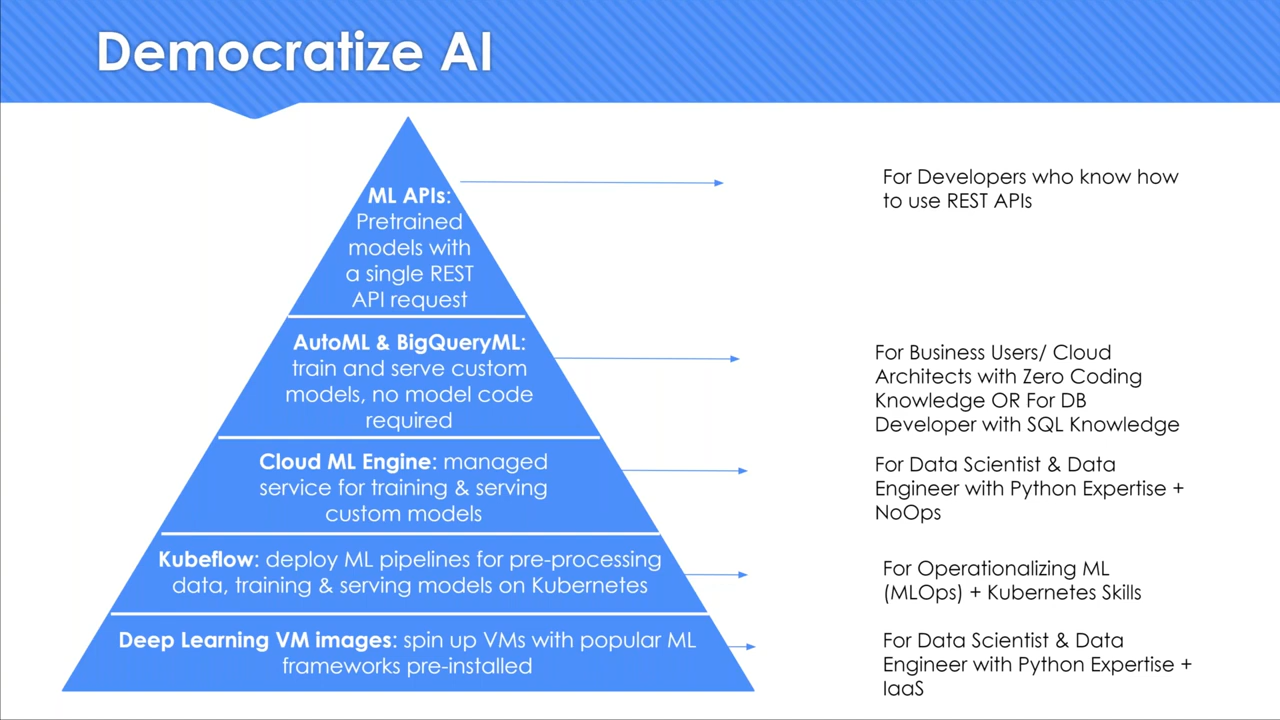 Democratize AI
ML APIs:
Pretrained
models with
a single REST
API request
For Developers who know how
to use REST APIs
AutoML & BigQueryML:
train and serve custom
models, no model code
required
For Business Users/ Cloud
Architects with Zero Coding
Knowledge OR For DB
Developer with SQL Knowledge
Cloud ML Engine: managed
service for training & serving
custom models
For Data Scientist & Data
Engineer with Python Expertise +
NoOps
Kubeflow: deploy ML pipelines for pre-processing
data, training & serving models on Kubernetes
For Operationalizing ML
(MLOps) + Kubernetes Skills
Deep Learning VM images: spin up VMs with popular ML
frameworks pre-installed
For Data Scientist & Data
Engineer with Python Expertise +
IaaS